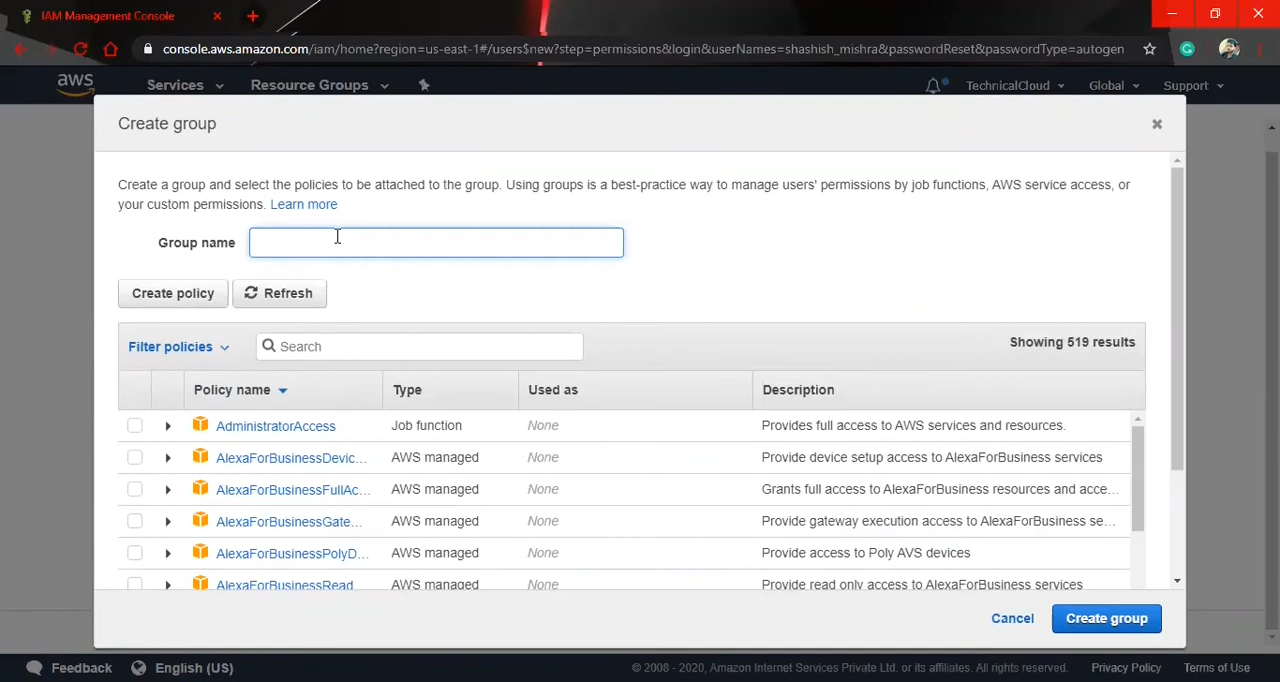 IAM Management Console
console.aws.amazon.com/iam/home?region=us-east-1#/users$new?step=permissions&login&userNames=shashish_mishra&passwordReset&passwordType=autogen
aws Services Resource Groups TechnicalCloud Global Support
Create group
Create a group and select the policies to be attached to the group. Using groups is a best-practice way to manage users' permissions by job functions, AWS service access, or
your custom permissions. Learn more
Group name
Create policy Refresh
Filter policies Search Showing 519 results
Policy name Type Used as Description
AdministratorAccess Job function None Provides full access to AWS services and resources.
AlexaForBusinessDevic... AWS managed None Provide device setup access to AlexaForBusiness services
AlexaForBusinessFullAc... AWS managed None Grants full access to AlexaForBusiness resources and acce...
AlexaForBusinessGate... AWS managed None Provide gateway execution access to AlexaForBusiness se...
AlexaForBusinessPolyD... AWS managed None Provide access to Poly AVS devices
AlexaForBusinessRead AWS managed None Provide read only access to AlexaForBusiness services
Cancel Create group
Feedback English (US) © 2008 - 2020, Amazon Internet Services Private Ltd. or its affiliates. All rights reserved. Privacy Policy Terms of Use